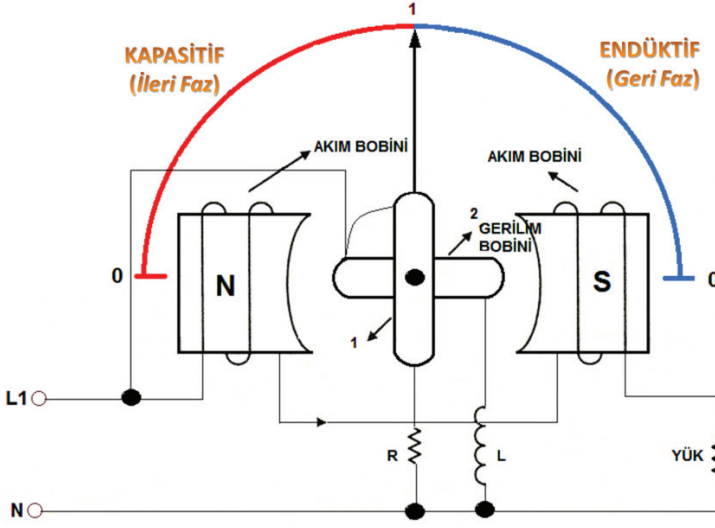 1
KAPASİTİF
(İleri Faz)
ENDÜKTİF
(Geri Faz)
AKIM BOBİNİ
AKIM BOBİNİ
2
GERİLİM
BOBİNİ
0
N
S
0
1
L1
R
L
YÜK
N